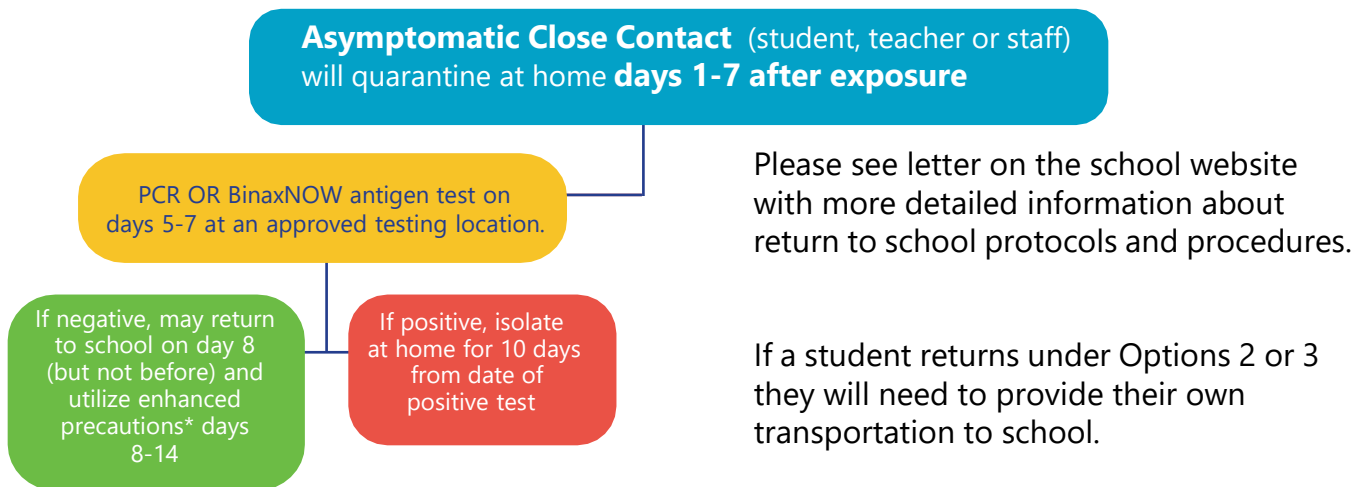 Asymptomatic Close Contact (student, teacher or staff)
will quarantine at home days 1-7 after exposure
PCR OR BinaxNOW antigen test on
days 5-7 at an approved testing location.
If negative, may return
to school on day 8
(but not before) and
utilize enhanced
precautions* days
8-14
If positive, isolate
at home for 10 days
from date of
positive test
Please see letter on the school website
with more detailed information about
return to school protocols and procedures.
If a student returns under Options 2 or 3
they will need to provide their own
transportation to school.